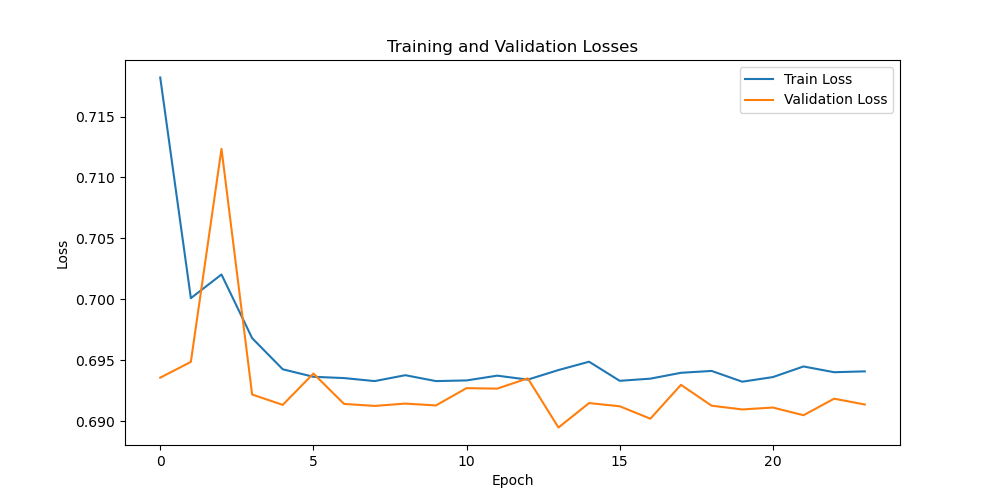 Training and Validation Losses
Train Loss
Validation Loss
0.715
0.710
0.705
0.700
0.695
0.690
Loss
0 5 10 15 20
Epoch